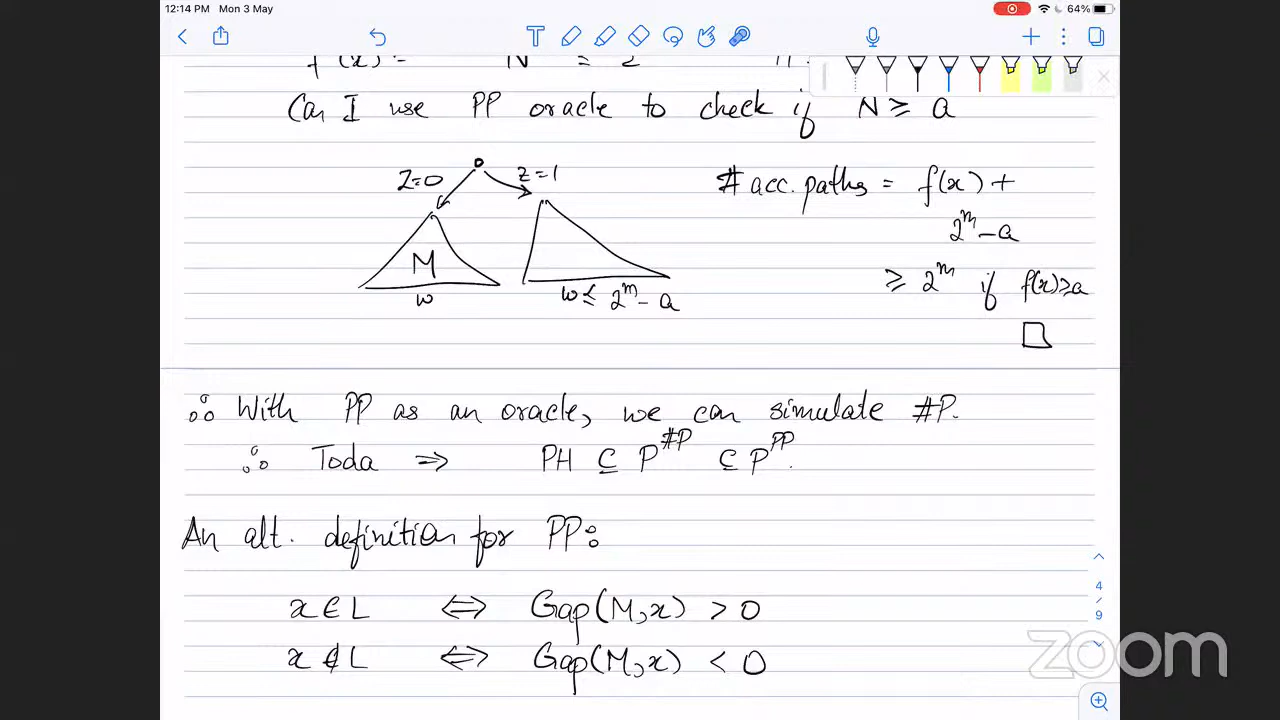 12:14 PM Mon 3 May
64%
Can I use PP oracle to check if N ≥ a
Z=0
z=1
# acc. paths = f(x) +
2^m - a
M
≥ 2^m if f(x) ≥ a
w
w ≤ 2^m - a
∴ With PP as an oracle, we can simulate #P.
∴ Toda ⇒ PH ⊆ P^#P ⊆ P^PP.
An alt. definition for PP:
x ∈ L ⇔ Gap(M,x) > 0
x ∉ L ⇔ Gap(M,x) < 0
4
9
zoom